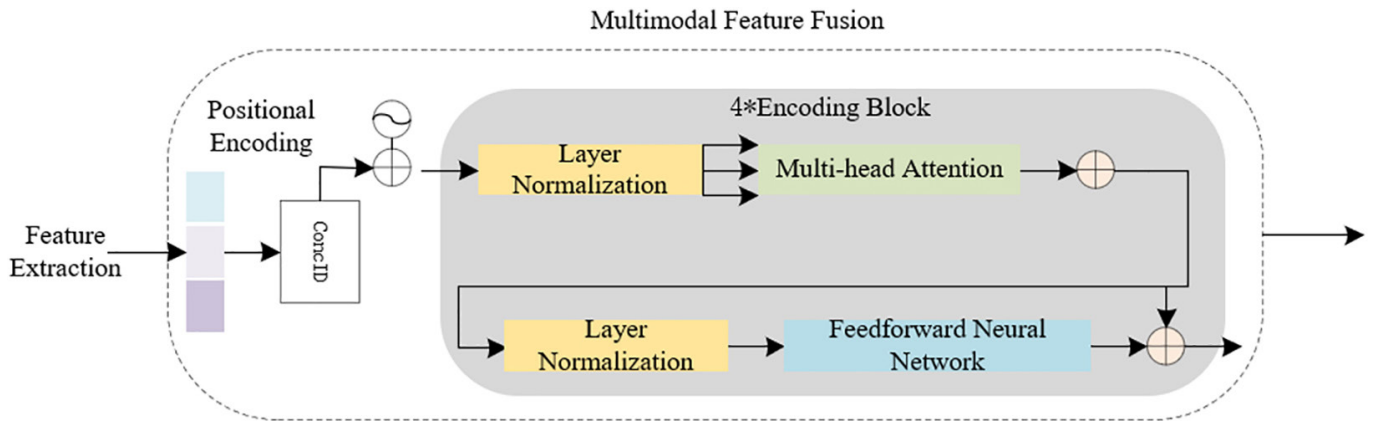 Multimodal Feature Fusion
Positional
Encoding
4*Encoding Block
Layer
Normalization
Multi-head Attention
Feature
Extraction
Conc1D
Layer
Normalization
Feedforward Neural
Network